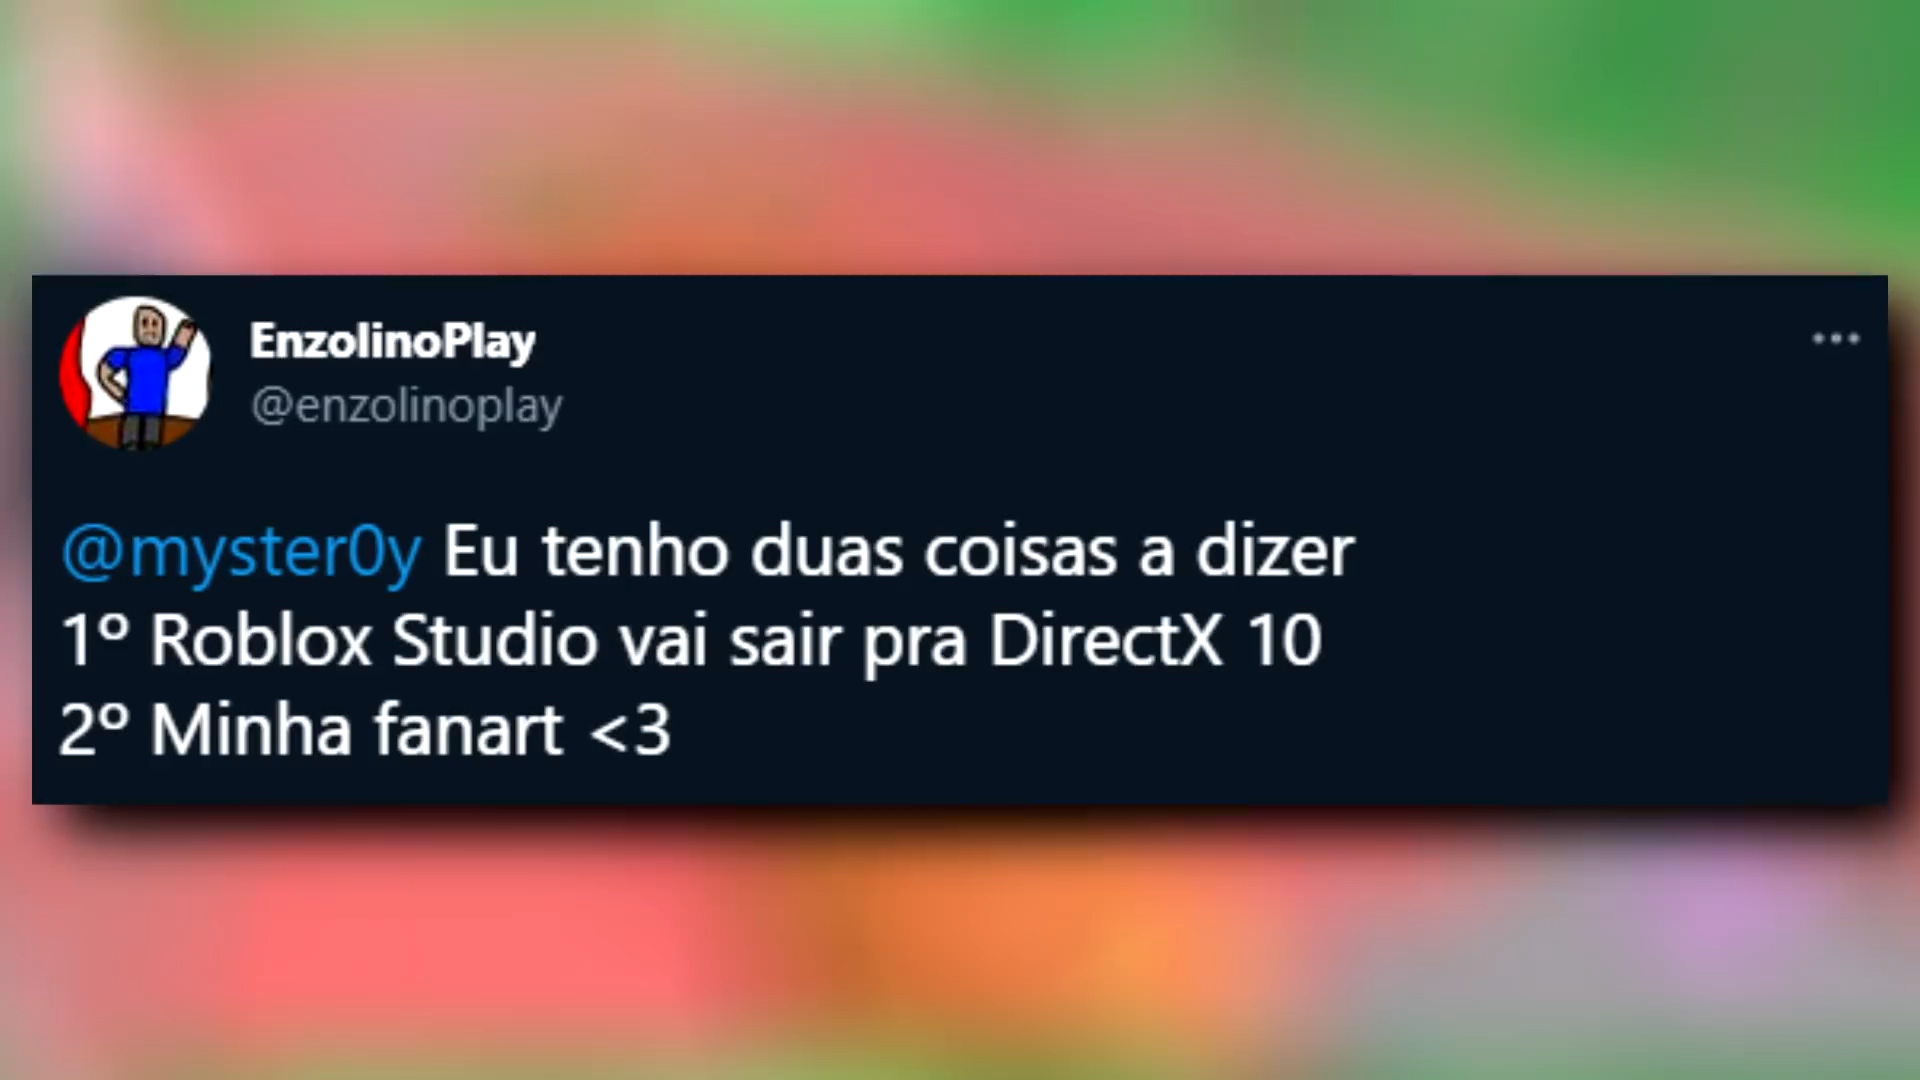 EnzolinoPlay
@enzolinoplay
@myster0y Eu tenho duas coisas a dizer
1º Roblox Studio vai sair pra DirectX 10
2º Minha fanart <3